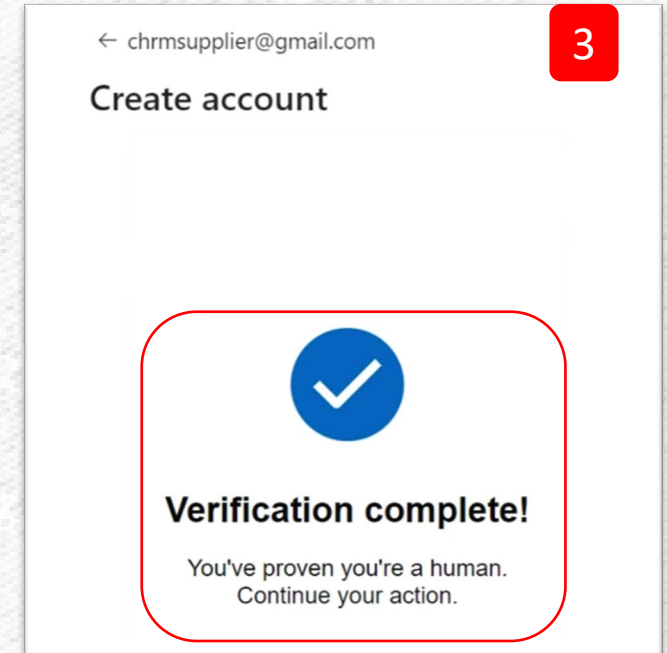 ← chrmsupplier@gmail.com
3
Create account
Verification complete!
You've proven you're a human.
Continue your action.